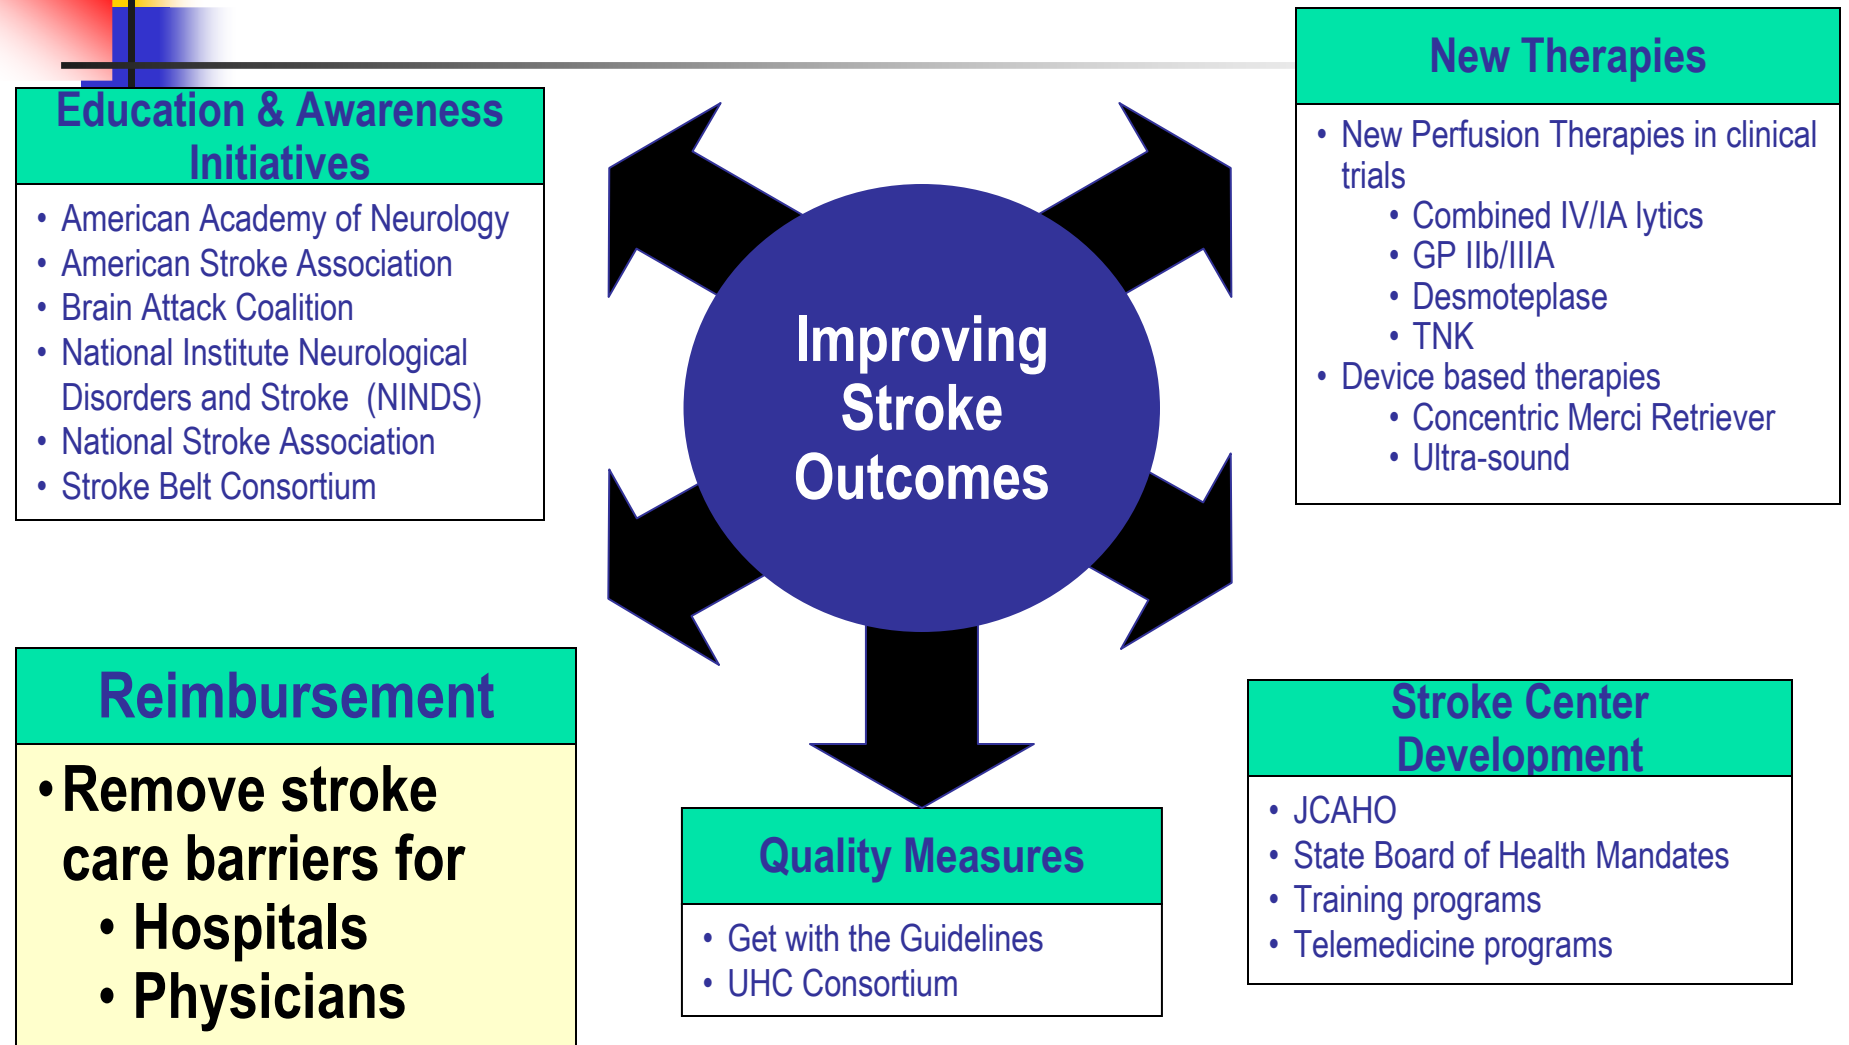 Education & Awareness
Initiatives
• American Academy of Neurology
• American Stroke Association
• Brain Attack Coalition
• National Institute Neurological
Disorders and Stroke (NINDS)
• National Stroke Association
• Stroke Belt Consortium
New Therapies
• New Perfusion Therapies in clinical
trials
• Combined IV/IA lytics
• GP IIb/IIIA
• Desmoteplase
• TNK
• Device based therapies
• Concentric Merci Retriever
• Ultra-sound
Improving
Stroke
Outcomes
Reimbursement
• Remove stroke
care barriers for
• Hospitals
• Physicians
Quality Measures
• Get with the Guidelines
• UHC Consortium
Stroke Center
Development
• JCAHO
• State Board of Health Mandates
• Training programs
• Telemedicine programs